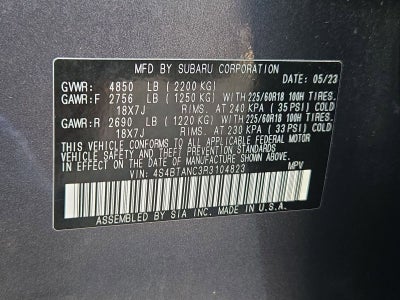 MFD BY SUBARU CORPORATION DATE: 05/23
GVWR: 4850 LB (2200 KG)
GAWR:F 2756 LB (1250 KG) WITH 225/60R18 100H TIRES.
18X7J RIMS. AT 240 KPA (35 PSI) COLD
GAWR:R 2690 LB (1220 KG) WITH 225/60R18 100H TIRES.
18X7J RIMS. AT 230 KPA (33 PSI) COLD
THIS VEHICLE CONFORMS TO ALL APPLICABLE FEDERAL MOTOR
VEHICLE SAFETY AND THEFT PREVENTION STANDARDS
IN EFFECT ON THE DATE OF MANUFACTURE SHOWN ABOVE.
VIN: 4S4BTANC3R3104823 MPV
ASSEMBLED BY SIA INC. MADE IN U.S.A.